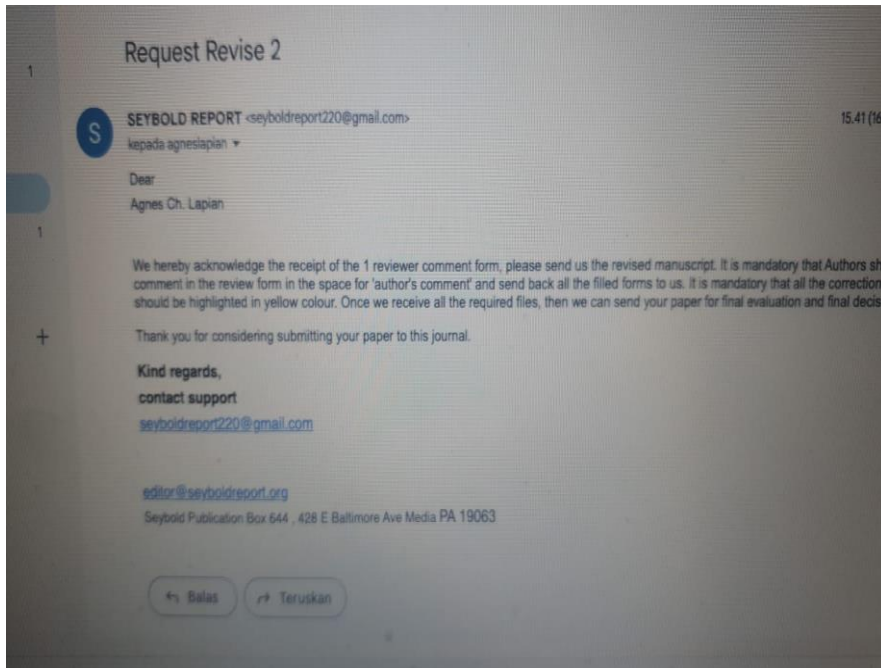 Request Revise 2
1
SEYBOLD REPORT <seyboldreport220@gmail.com>
15.41 (16
S
kepada agneslapian
Dear
Agnes Ch. Lapian
1
We hereby acknowledge the receipt of the 1 reviewer comment form, please send us the revised manuscript. It is mandatory that Authors sh
comment in the review form in the space for 'author's comment' and send back all the filled forms to us. It is mandatory that all the correction
should be highlighted in yellow colour. Once we receive all the required files, then we can send your paper for final evaluation and final decis
+
Thank you for considering submitting your paper to this journal.
Kind regards,
contact support
seyboldreport220@gmail.com
editor@seyboldreport.org
Seybold Publication Box 644 , 428 E Baltimore Ave Media PA 19063
Balas
Teruskan